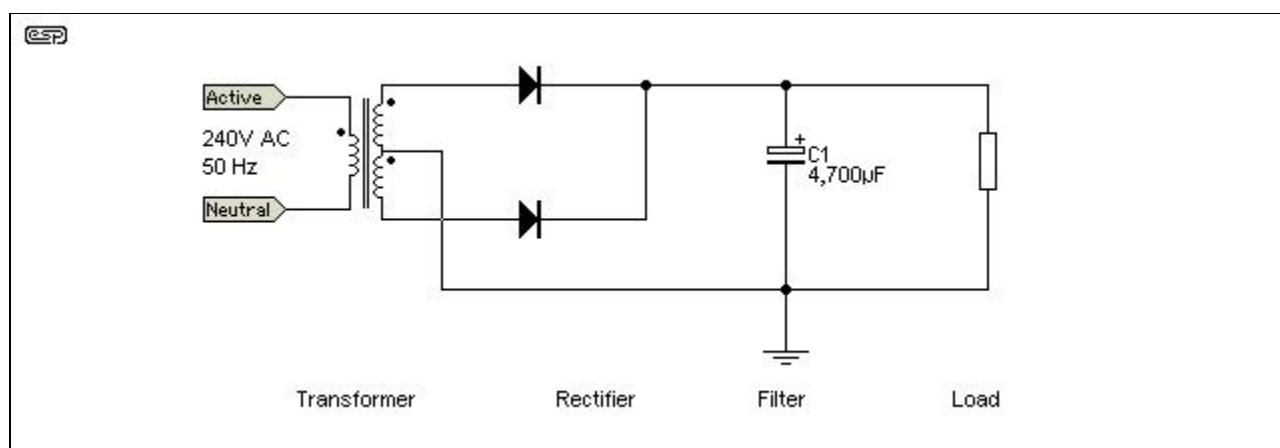 esp
Active
240V AC
50 Hz
Neutral
+
C1
4,700µF
Transformer
Rectifier
Filter
Load